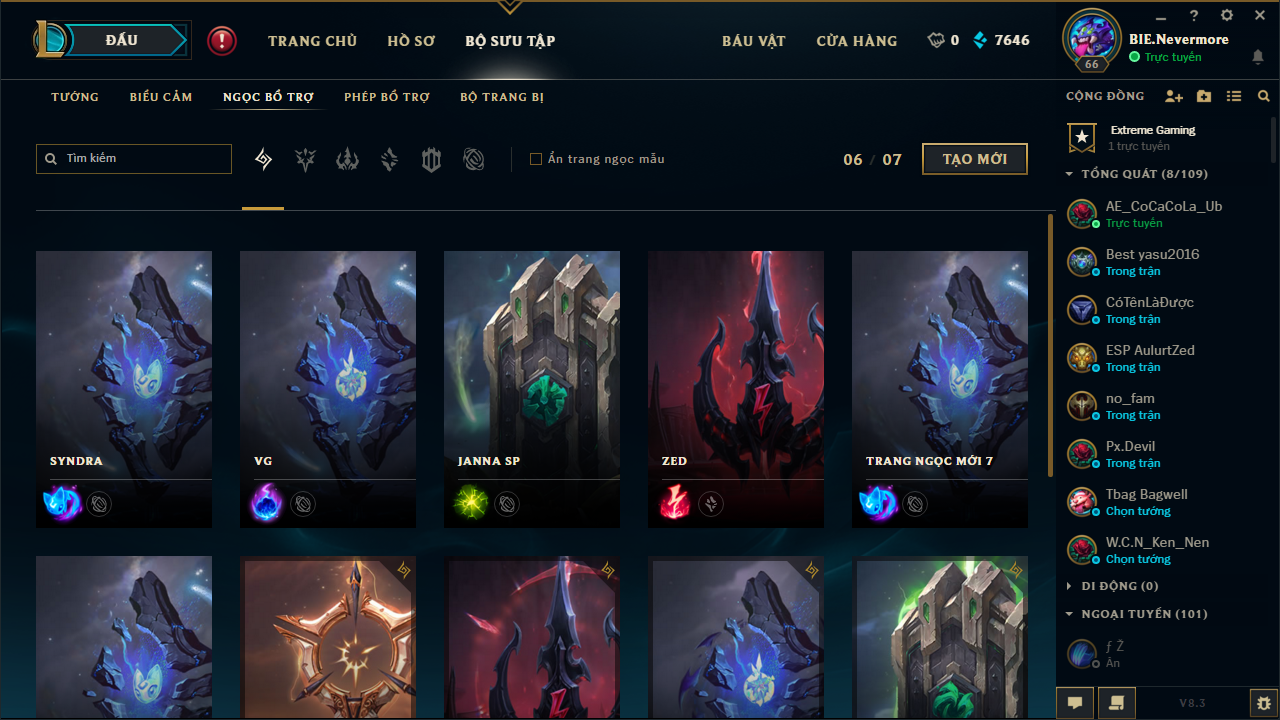 ĐẤU
TRANG CHỦ
HỒ SƠ
BỘ SƯU TẬP
BÁU VẬT
CỬA HÀNG
0
7646
66
BIE.Nevermore
Trực tuyến
TƯỚNG
BIỂU CẢM
NGỌC BỔ TRỢ
PHÉP BỔ TRỢ
BỘ TRANG BỊ
CỘNG ĐỒNG
Tìm kiếm
Ẩn trang ngọc mẫu
06 / 07
TẠO MỚI
Extreme Gaming
1 trực tuyến
TỔNG QUÁT (8/109)
AE_CoCaCoLa_Ub
Trực tuyến
Best yasu2016
Trong trận
CóTênLàĐược
Trong trận
ESP AulurtZed
Trong trận
no_fam
Trong trận
Px.Devil
Trong trận
Tbag Bagwell
Chọn tướng
W.C.N_Ken_Nen
Chọn tướng
DI ĐỘNG (0)
NGOẠI TUYẾN (101)
ƒ Ž
Ẩn
SYNDRA
VG
JANNA SP
ZED
TRANG NGỌC MỚI 7
V8.3